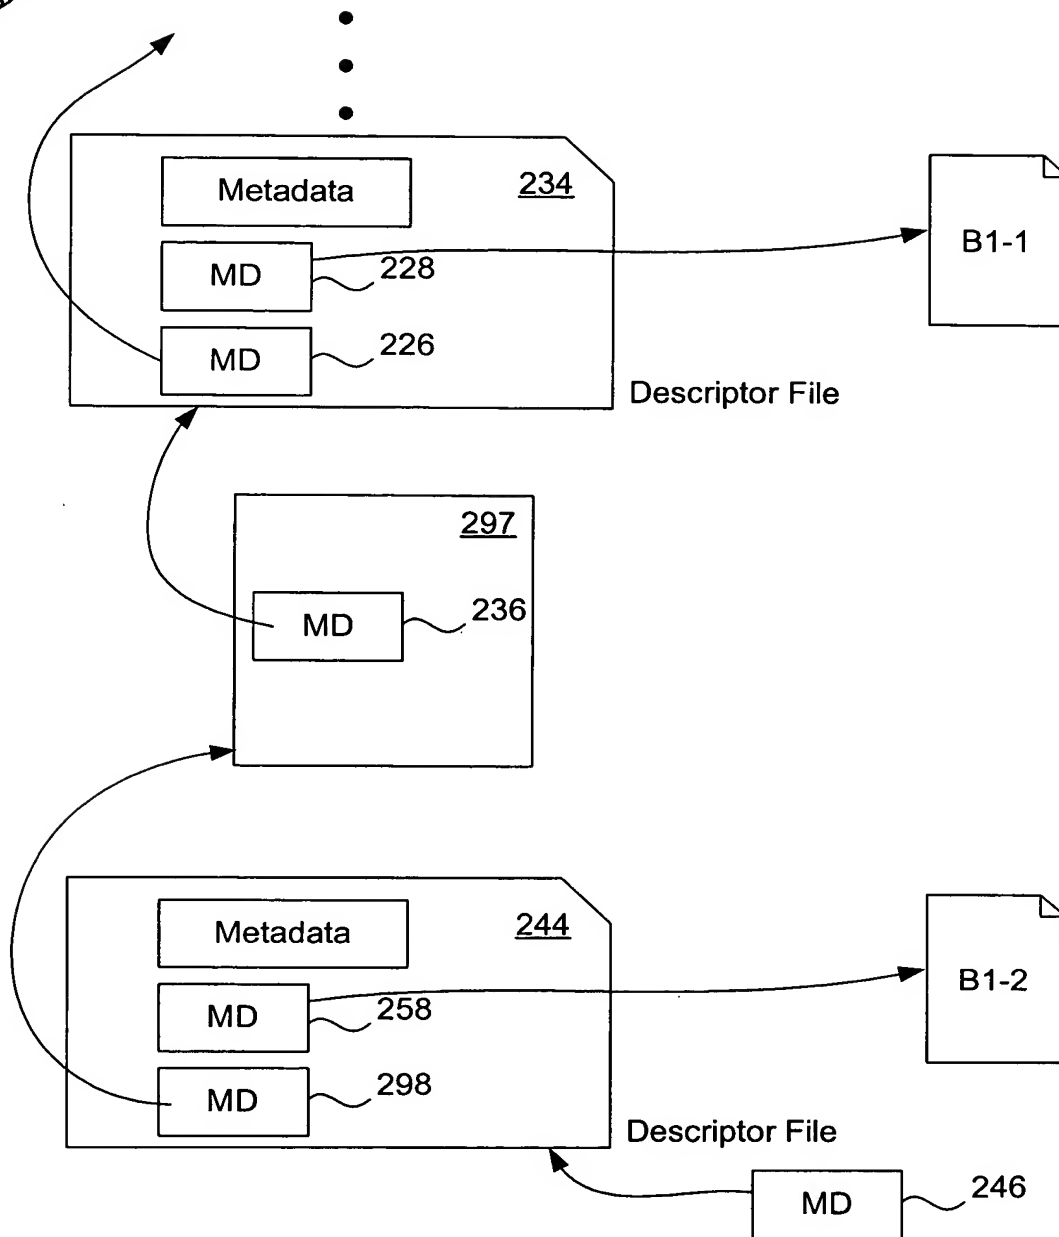 Metadata
234
MD
228
B1-1
MD
226
Descriptor File
297
MD
236
Metadata
244
MD
258
B1-2
MD
298
Descriptor File
MD
246